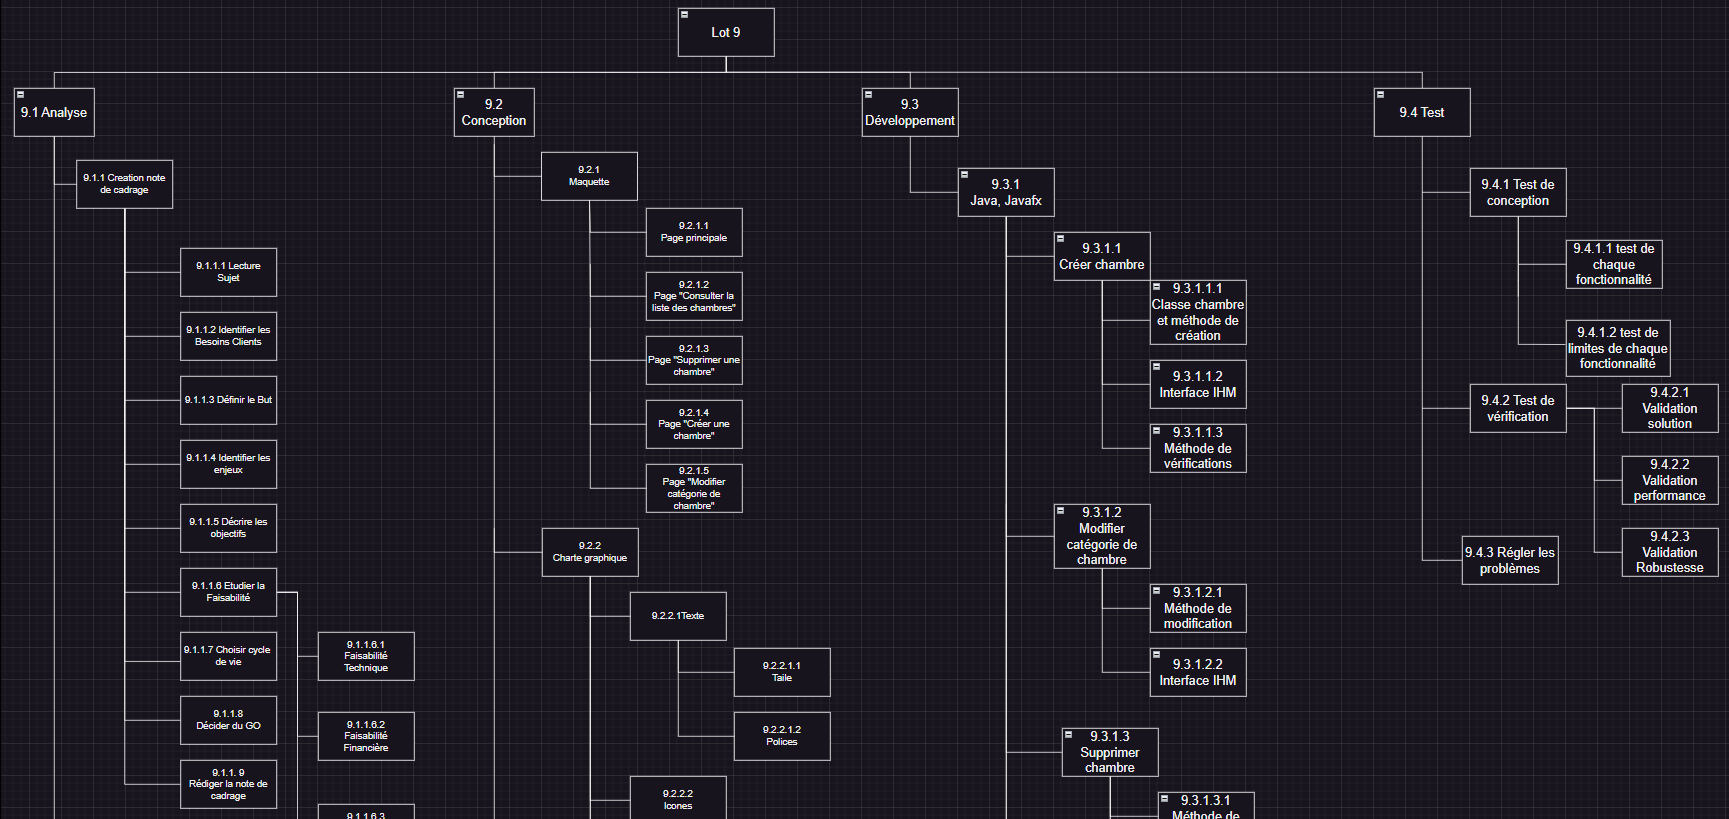 Lot 9
9.1 Analyse
9.1.1 Creation note
de cadrage
9.1.1.1 Lecture
Sujet
9.1.1.2 Identifier les
Besoins Clients
9.1.1.3 Définir le But
9.1.1.4 Identifier les
enjeux
9.1.1.5 Décrire les
objectifs
9.1.1.6 Etudier la
Faisabilité
9.1.1.6.1
Faisabilité
Technique
9.1.1.6.2
Faisabilité
Financière
9.1.1.6.3
9.1.1.7 Choisir cycle
de vie
9.1.1.8
Décider du GO
9.1.1. 9
Rédiger la note de
cadrage
9.2
Conception
9.2.1
Maquette
9.2.1.1
Page principale
9.2.1.2
Page "Consulter la
liste des chambres"
9.2.1.3
Page "Supprimer une
chambre"
9.2.1.4
Page "Créer une
chambre"
9.2.1.5
Page "Modifier
catégorie de
chambre"
9.2.2
Charte graphique
9.2.2.1Texte
9.2.2.1.1
Taile
9.2.2.1.2
Polices
9.2.2.2
Icones
9.3
Développement
9.3.1
Java, Javafx
9.3.1.1
Créer chambre
9.3.1.1.1
Classe chambre
et méthode de
création
9.3.1.1.2
Interface IHM
9.3.1.1.3
Méthode de
vérifications
9.3.1.2
Modifier
catégorie de
chambre
9.3.1.2.1
Méthode de
modification
9.3.1.2.2
Interface IHM
9.3.1.3
Supprimer
chambre
9.3.1.3.1
Méthode de
9.4 Test
9.4.1 Test de
conception
9.4.1.1 test de
chaque
fonctionnalité
9.4.1.2 test de
limites de chaque
fonctionnalité
9.4.2 Test de
vérification
9.4.2.1
Validation
solution
9.4.2.2
Validation
performance
9.4.2.3
Validation
Robustesse
9.4.3 Régler les
problèmes